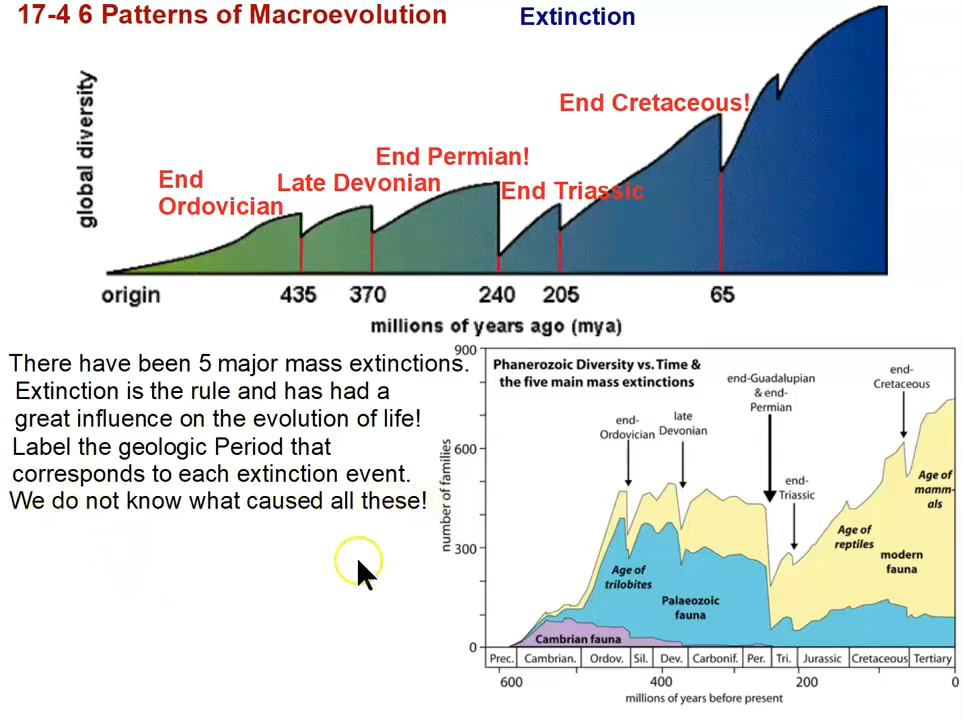 17-4 6 Patterns of Macroevolution
Extinction
global diversity
End Cretaceous!
End Permian!
End
Ordovician
Late Devonian
End Triassic
origin 435 370 240 205 65
millions of years ago (mya)
There have been 5 major mass extinctions.
Extinction is the rule and has had a
great influence on the evolution of life!
Label the geologic Period that
corresponds to each extinction event.
We do not know what caused all these!
Phanerozoic Diversity vs. Time &
the five main mass extinctions
number of families
900
600
300
0
end-
Ordovician
late
Devonian
end-Guadalupian
& end-
Permian
end-
Triassic
end-
Cretaceous
Age of
mamm-
als
Age of
reptiles
modern
fauna
Age of
trilobites
Palaeozoic
fauna
Cambrian fauna
Prec. Cambrian. Ordov. Sil. Dev. Carbonif. Per. Tri. Jurassic Cretaceous Tertiary
600 400 200 0
millions of years before present